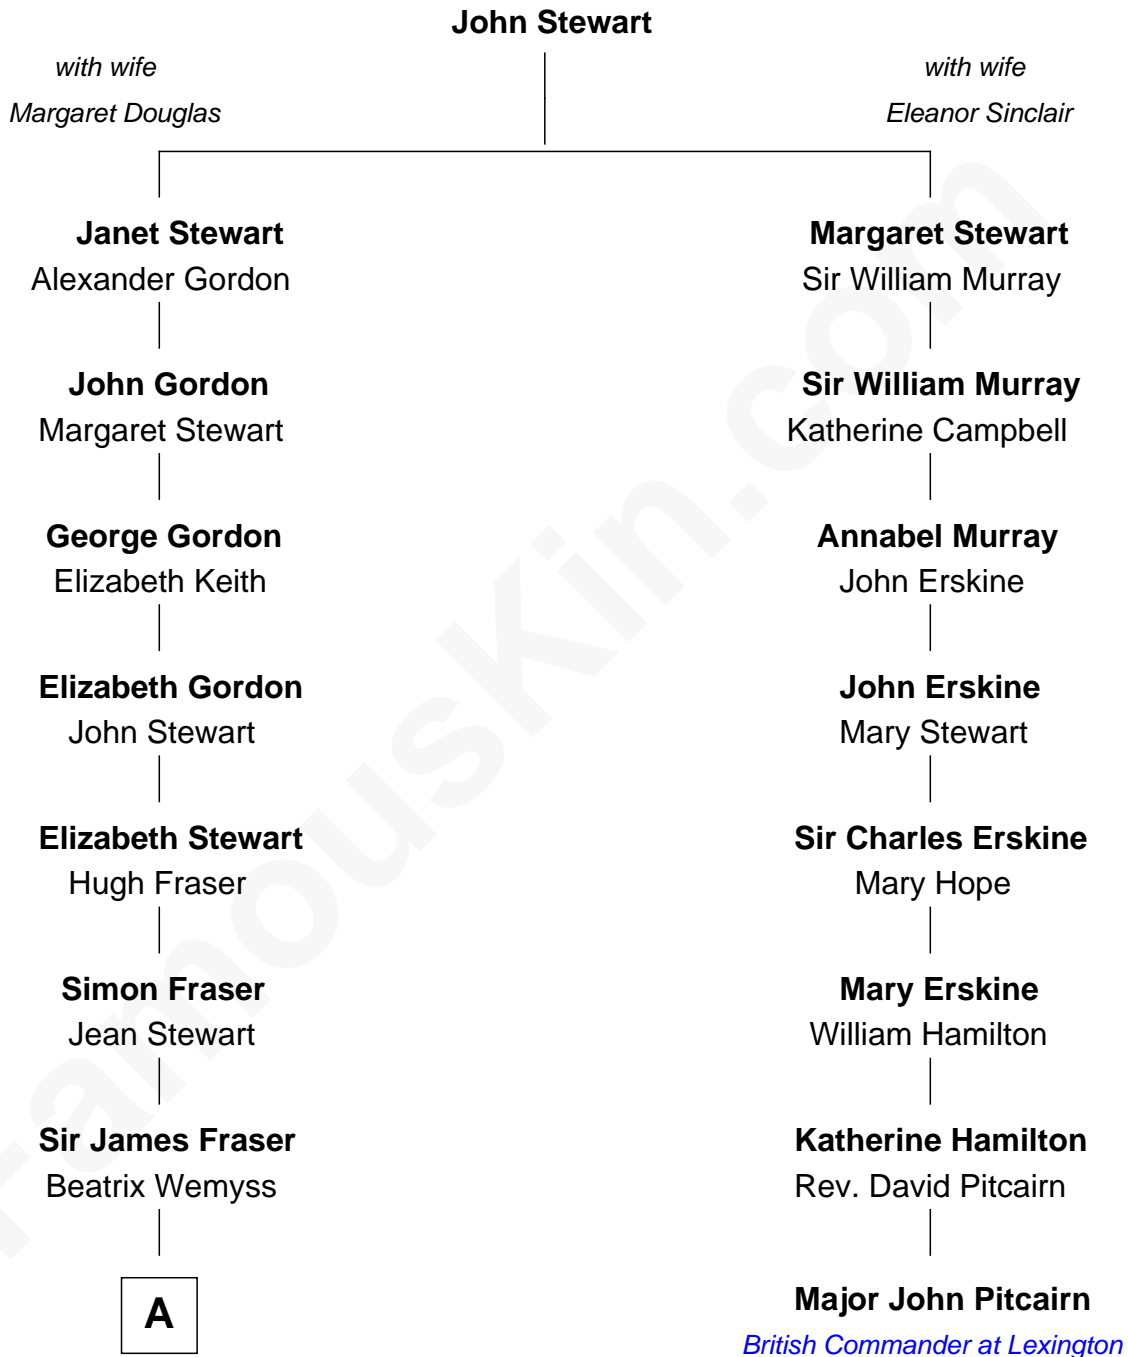 John Stewart
with wife
Margaret Douglas
with wife
Eleanor Sinclair
Janet Stewart
Alexander Gordon
Margaret Stewart
Sir William Murray
John Gordon
Margaret Stewart
Sir William Murray
Katherine Campbell
George Gordon
Elizabeth Keith
Annabel Murray
John Erskine
Elizabeth Gordon
John Stewart
John Erskine
Mary Stewart
Elizabeth Stewart
Hugh Fraser
Sir Charles Erskine
Mary Hope
Simon Fraser
Jean Stewart
Mary Erskine
William Hamilton
Sir James Fraser
Beatrix Wemyss
Katherine Hamilton
Rev. David Pitcairn
A
Major John Pitcairn
British Commander at Lexington
FamousKin.com